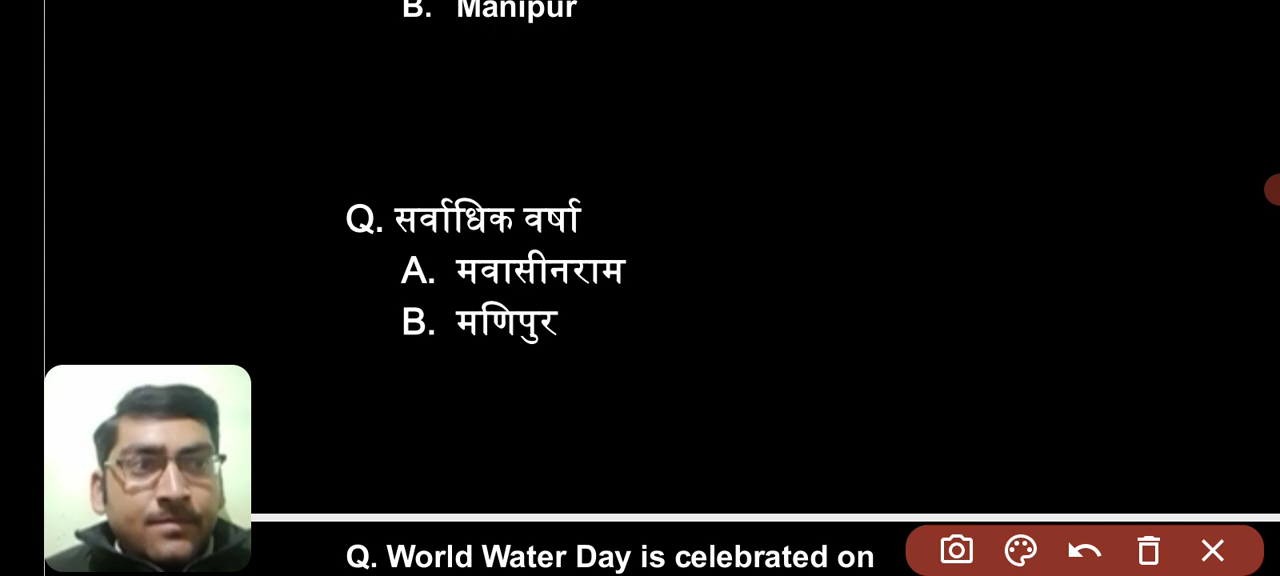 B. Manipur
Q. सर्वाधिक वर्षा
A. मवासीनराम
B. मणिपुर
Q. World Water Day is celebrated on